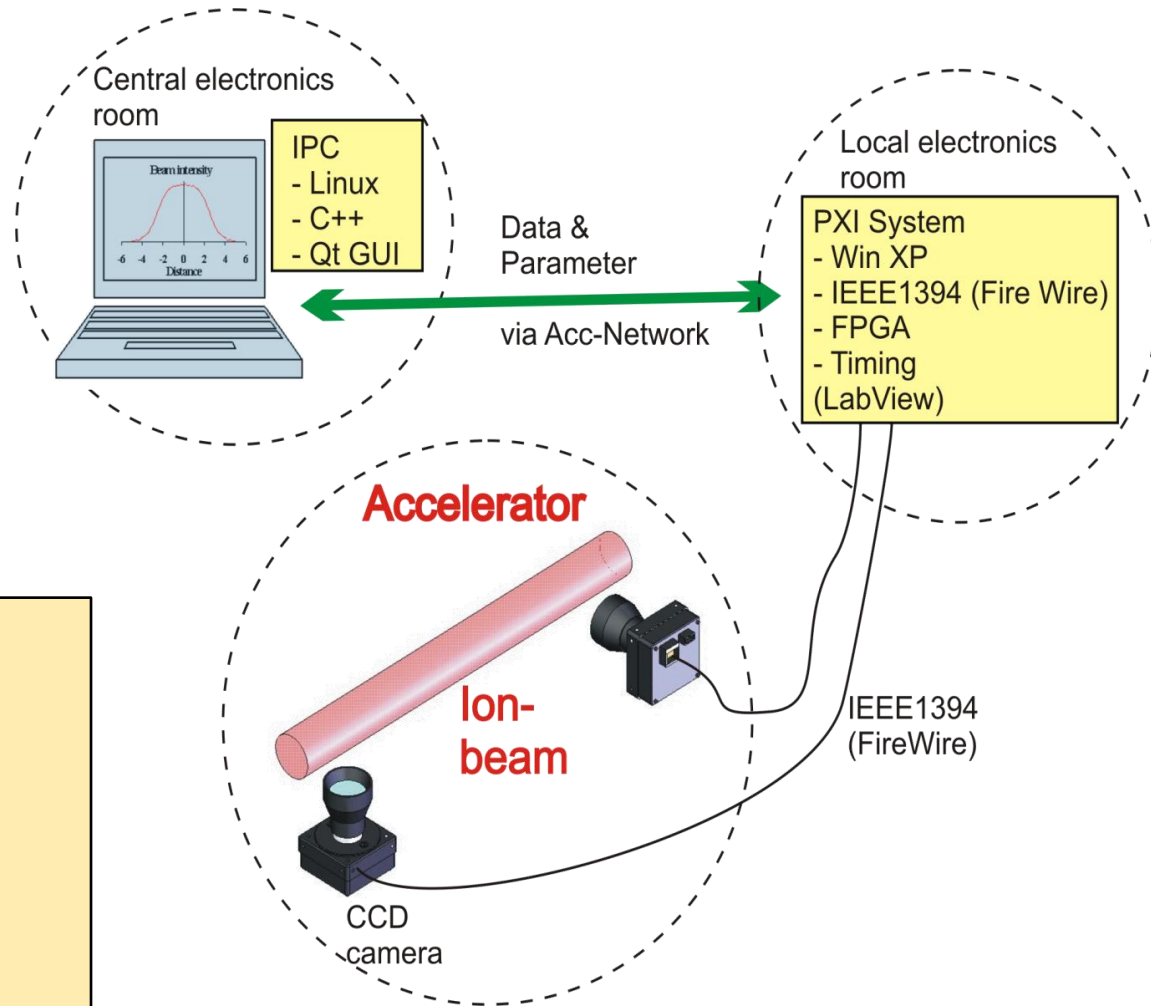 Central electronics
room
Beam intensity
-6 -4 -2 0 2 4 6
Distance
IPC
- Linux
- C++
- Qt GUI
Data &
Parameter
via Acc-Network
Local electronics
room
PXI System
- Win XP
- IEEE1394 (Fire Wire)
- FPGA
- Timing
(LabView)
Accelerator
Ion-
beam
IEEE1394
(FireWire)
CCD
camera